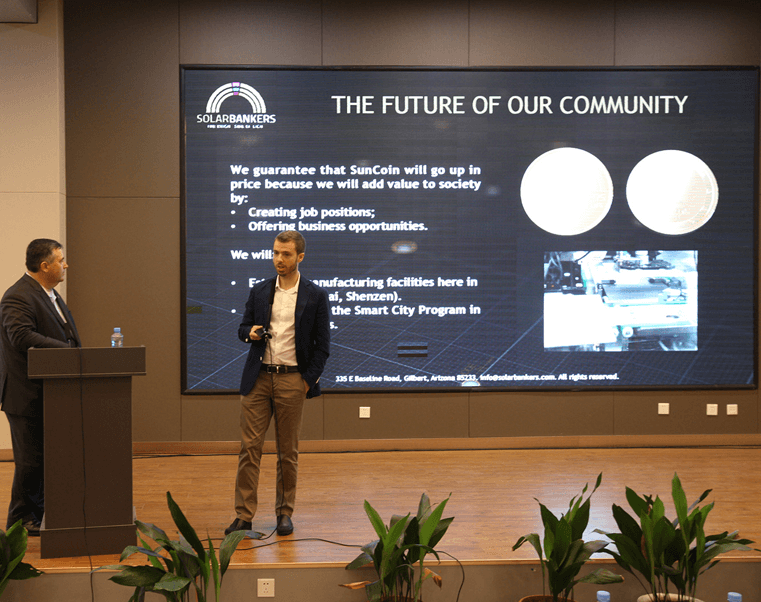 SOLARBANKERS
THE FUTURE OF OUR COMMUNITY
We guarantee that SunCoin will go up in
price because we will add value to society
by:
• Creating job positions;
• Offering business opportunities.
We will
manufacturing facilities here in
Shenzen).
the Smart City Program in
335 E Baseline Road, Gilbert, Arizona 85233, info@solarbankers.com. All rights reserved.